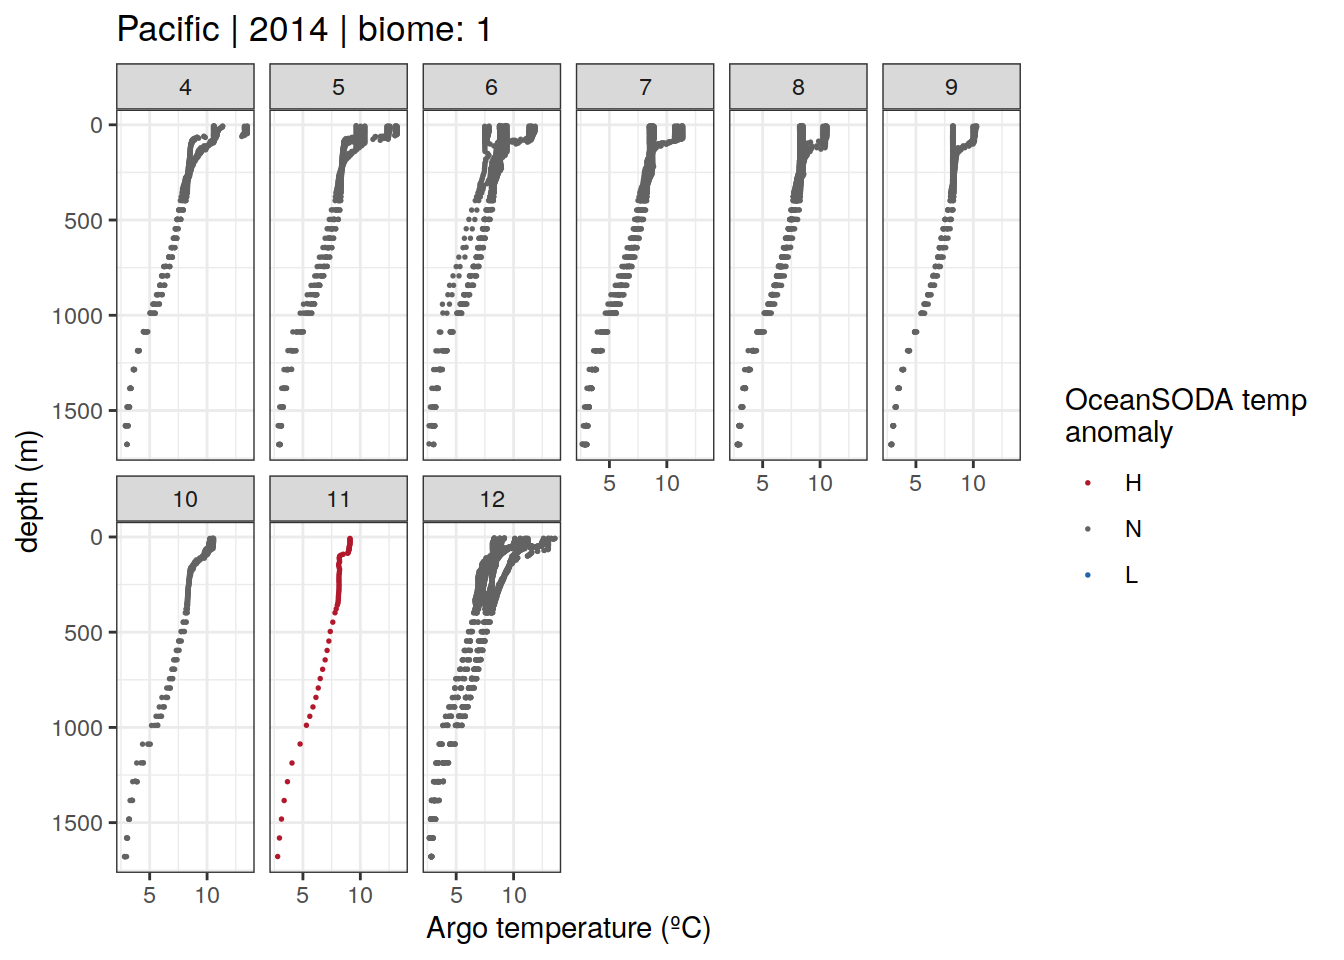 Pacific | 2014 | biome: 1
4 5 6 7 8 9
0
500
1000
1500
5 10 5 10 5 10
10 11 12
0
500
1000
1500
5 10 5 10 5 10
depth (m)
Argo temperature (ºC)
OceanSODA temp
anomaly
H
N
L